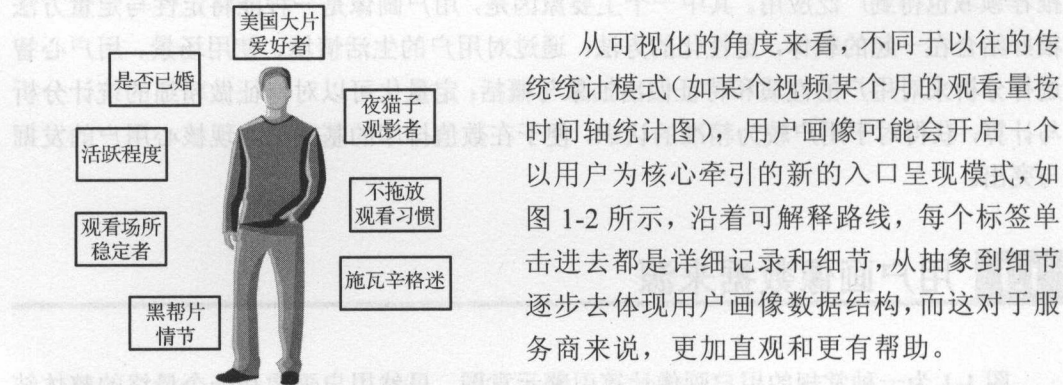 美国大片
爱好者
是否已婚
夜猫子
观影者
活跃程度
不拖放
观看习惯
观看场所
稳定者
施瓦辛格迷
黑帮片
情节
从可视化的角度来看，不同于以往的传
统统计模式（如某个视频某个月的观看量按
时间轴统计图），用户画像可能会开启一个
以用户为核心牵引的新的入口呈现模式，如
图 1-2 所示，沿着可解释路线，每个标签单
击进去都是详细记录和细节，从抽象到细节
逐步去体现用户画像数据结构，而这对于服
务商来说，更加直观和更有帮助。